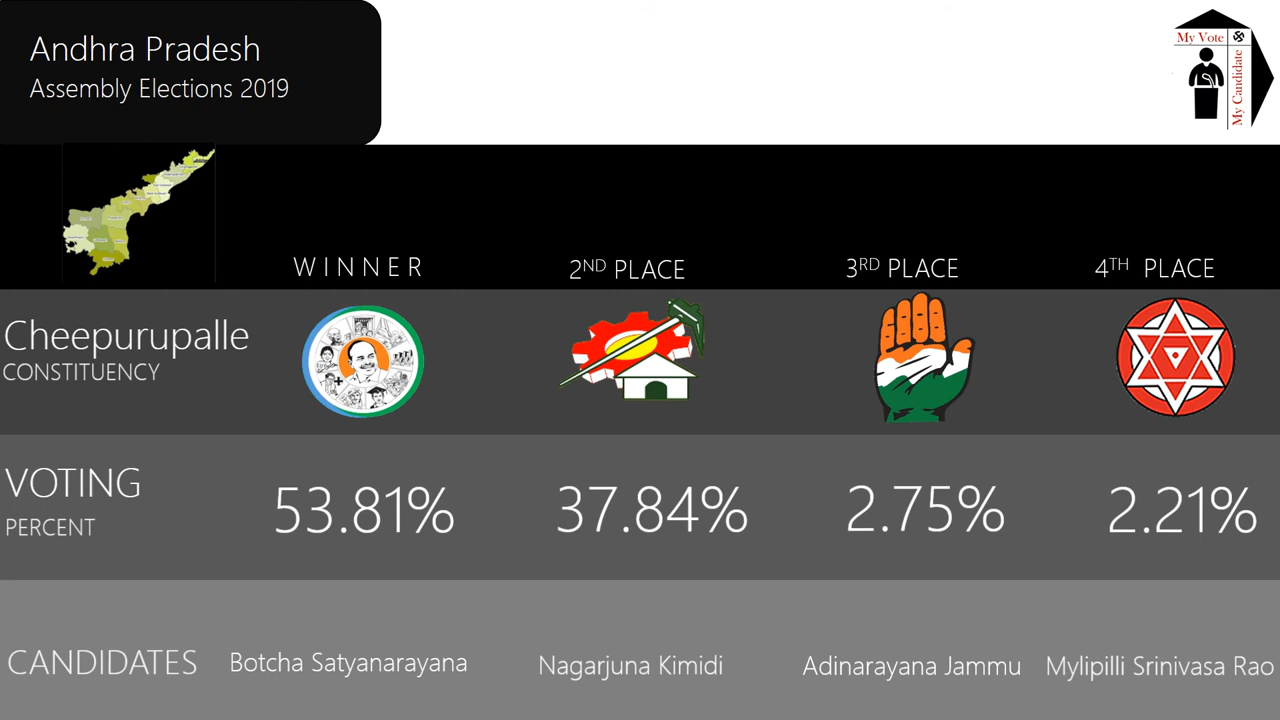 Andhra Pradesh
Assembly Elections 2019
My Vote
My Candidate
WINNER
2ND PLACE
3RD PLACE
4TH PLACE
Cheepurupalle
CONSTITUENCY
VOTING
PERCENT
53.81%
37.84%
2.75%
2.21%
CANDIDATES
Botcha Satyanarayana
Nagarjuna Kimidi
Adinarayana Jammu
Mylipilli Srinivasa Rao